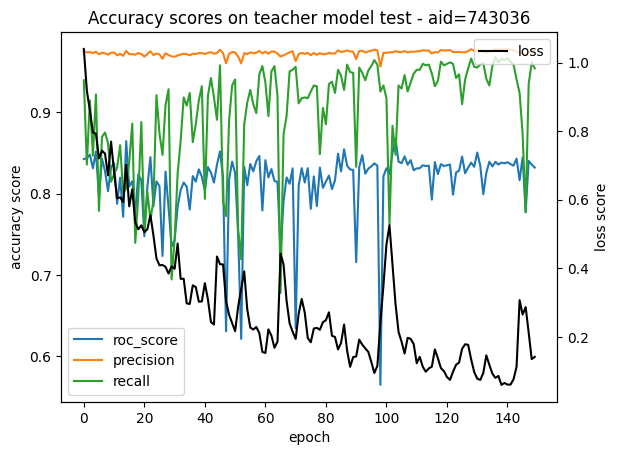 Accuracy scores on teacher model test - aid=743036
loss
accuracy score
0.9
0.8
0.7
0.6
roc_score
precision
recall
1.0
0.8
0.6
0.4
0.2
loss score
0 20 40 60 80 100 120 140
epoch